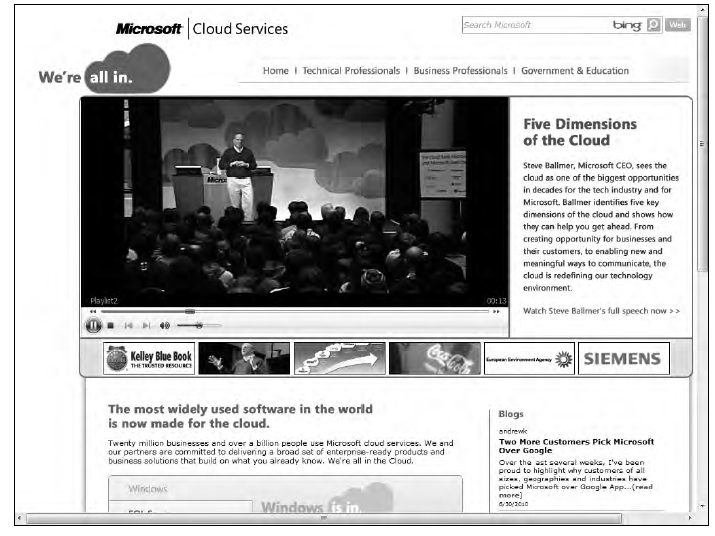 Microsoft | Cloud Services
Search Microsoft
bing
Web
We're all in.
Home | Technical Professionals | Business Professionals | Government & Education
Five Dimensions
of the Cloud
Steve Ballmer, Microsoft CEO, sees the
cloud as one of the biggest opportunities
in decades for the tech industry and for
Microsoft. Ballmer identifies five key
dimensions of the cloud and shows how
they can help you get ahead. From
creating opportunity for businesses and
their customers, to enabling new and
meaningful ways to communicate, the
cloud is redefining our technology
environment.
Watch Steve Ballmer's full speech now >>
Playlist2
00:13
Kelley Blue Book
THE TRUSTED RESOURCE
Coca-Cola
European Environment Agency
SIEMENS
The most widely used software in the world
is now made for the cloud.
Twenty million businesses and over a billion people use Microsoft cloud services. We and
our partners are committed to delivering a broad set of enterprise-ready products and
business solutions that build on what you already know. We're all in the Cloud.
Windows
Windows is in.
Blogs
andrewk
Two More Customers Pick Microsoft
Over Google
Over the last several weeks, I've been
proud to highlight why customers of all
sizes, geographies and industries have
picked Microsoft over Google App...(read
more)
6/30/2010